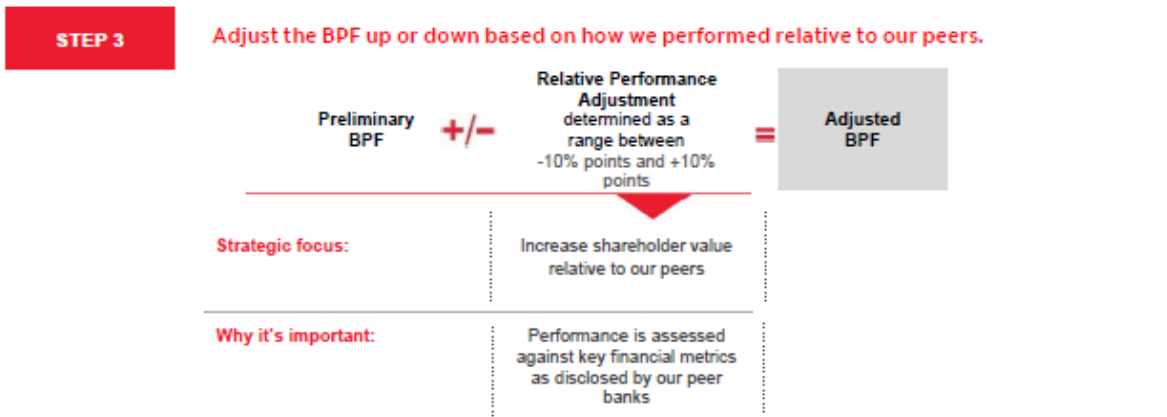 STEP 3
Adjust the BPF up or down based on how we performed relative to our peers.
Preliminary
BPF
+/−
Relative Performance
Adjustment
determined as a
range between
-10% points and +10%
points
=
Adjusted
BPF
Strategic focus:
Increase shareholder value
relative to our peers
Why it's important:
Performance is assessed
against key financial metrics
as disclosed by our peer
banks